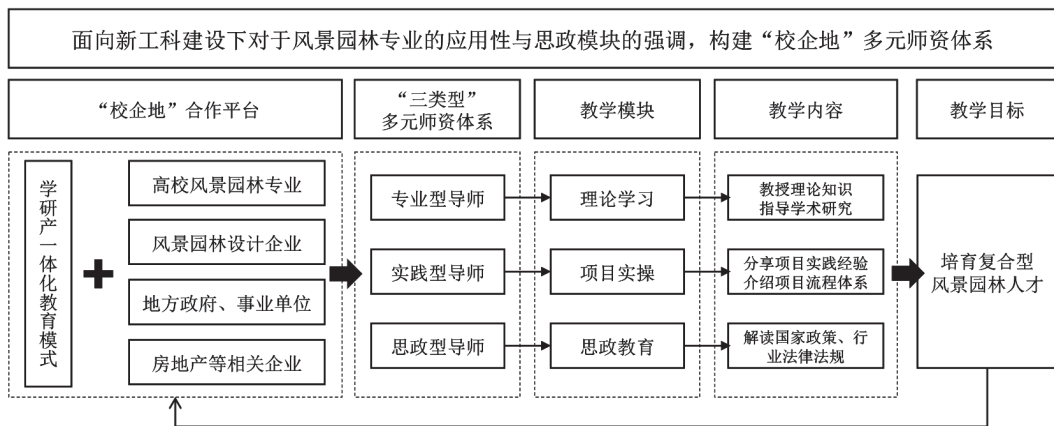 面向新工科建设下对于风景园林专业的应用性与思政模块的强调，构建“校企地”多元师资体系
“校企地”合作平台
“三类型”
多元师资体系
教学模块
教学内容
教学目标
学研产一体化教育模式
高校风景园林专业
风景园林设计企业
地方政府、事业单位
房地产等相关企业
专业型导师
理论学习
教授理论知识
指导学术研究
实践型导师
项目实操
分享项目实践经验
介绍项目流程体系
思政型导师
思政教育
解读国家政策、行
业法律法规
培育复合型
风景园林人才